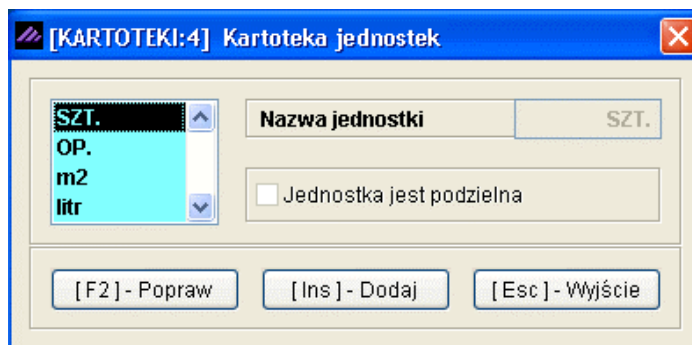 [KARTOTEKI:4] Kartoteka jednostek
SZT.
OP.
m2
litr
Nazwa jednostki SZT.
Jednostka jest podzielna
[ F2 ] - Popraw [ Ins ] - Dodaj [ Esc ] - Wyjście